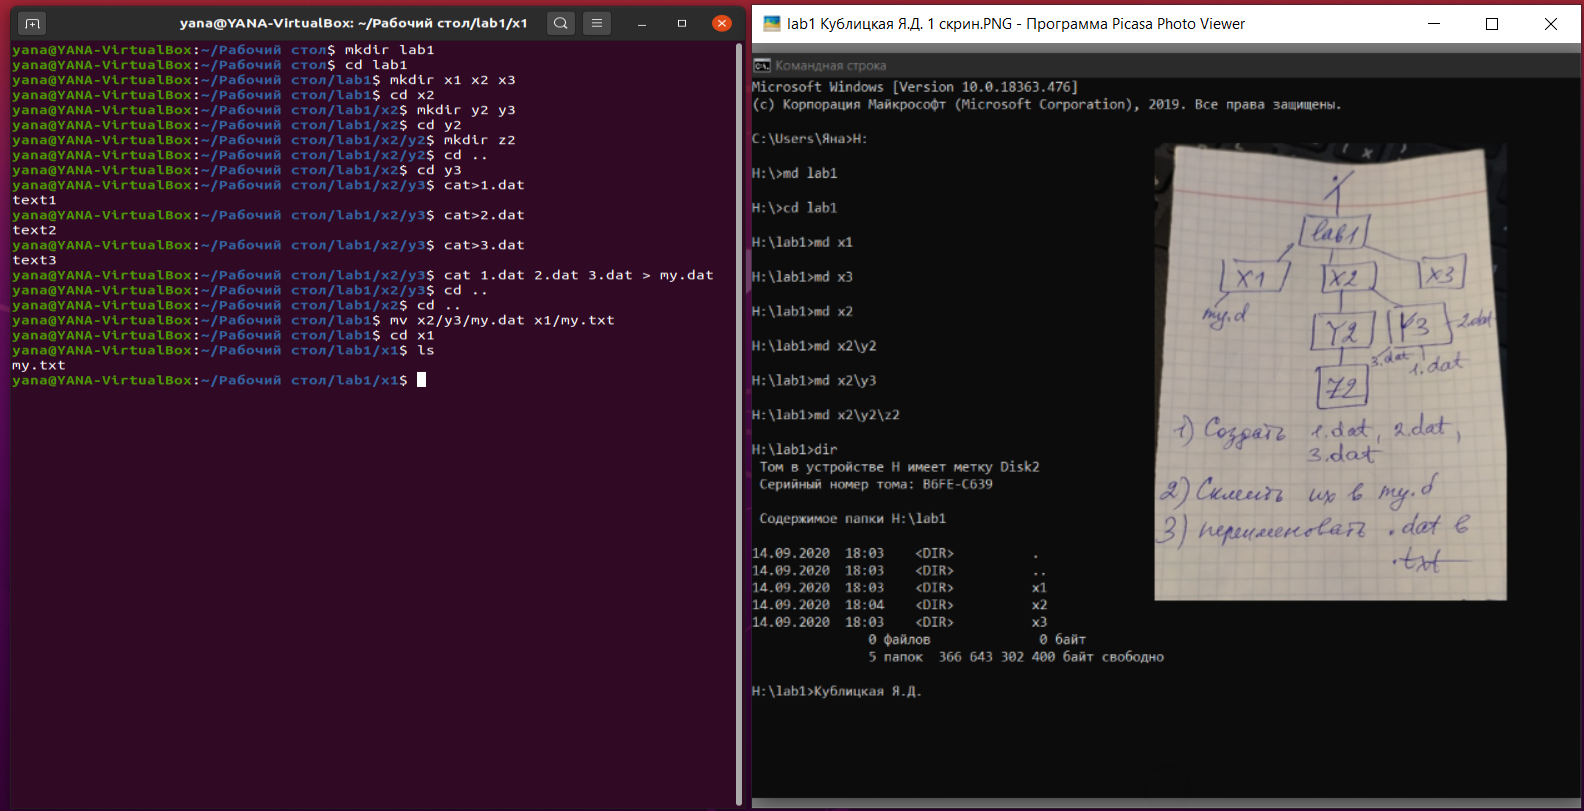 yana@YANA-VirtualBox: ~/Рабочий стол/lab1/x1
yana@YANA-VirtualBox:~/Рабочий стол$ mkdir lab1
yana@YANA-VirtualBox:~/Рабочий стол$ cd lab1
yana@YANA-VirtualBox:~/Рабочий стол/lab1$ mkdir x1 x2 x3
yana@YANA-VirtualBox:~/Рабочий стол/lab1$ cd x2
yana@YANA-VirtualBox:~/Рабочий стол/lab1/x2$ mkdir y2 y3
yana@YANA-VirtualBox:~/Рабочий стол/lab1/x2$ cd y2
yana@YANA-VirtualBox:~/Рабочий стол/lab1/x2/y2$ mkdir z2
yana@YANA-VirtualBox:~/Рабочий стол/lab1/x2/y2$ cd ..
yana@YANA-VirtualBox:~/Рабочий стол/lab1/x2$ cd y3
yana@YANA-VirtualBox:~/Рабочий стол/lab1/x2/y3$ cat>1.dat
text1
yana@YANA-VirtualBox:~/Рабочий стол/lab1/x2/y3$ cat>2.dat
text2
yana@YANA-VirtualBox:~/Рабочий стол/lab1/x2/y3$ cat>3.dat
text3
yana@YANA-VirtualBox:~/Рабочий стол/lab1/x2/y3$ cat 1.dat 2.dat 3.dat > my.dat
yana@YANA-VirtualBox:~/Рабочий стол/lab1/x2/y3$ cd ..
yana@YANA-VirtualBox:~/Рабочий стол/lab1/x2$ cd ..
yana@YANA-VirtualBox:~/Рабочий стол/lab1$ mv x2/y3/my.dat x1/my.txt
yana@YANA-VirtualBox:~/Рабочий стол/lab1$ cd x1
yana@YANA-VirtualBox:~/Рабочий стол/lab1/x1$ ls
my.txt
yana@YANA-VirtualBox:~/Рабочий стол/lab1/x1$
lab1 Кублицкая Я.Д. 1 скрин.PNG - Программа Picasa Photo Viewer
Командная строка
Microsoft Windows [Version 10.0.18363.476]
(c) Корпорация Майкрософт (Microsoft Corporation), 2019. Все права защищены.
C:\Users\Яна>H:
H:\>md lab1
H:\>cd lab1
H:\lab1>md x1
H:\lab1>md x3
H:\lab1>md x2
H:\lab1>md x2\y2
H:\lab1>md x2\y3
H:\lab1>md x2\y2\z2
H:\lab1>dir
Том в устройстве H имеет метку Disk2
Серийный номер тома: B6FE-C639
Содержимое папки H:\lab1
14.09.2020 18:03 <DIR> .
14.09.2020 18:03 <DIR> ..
14.09.2020 18:03 <DIR> x1
14.09.2020 18:04 <DIR> x2
14.09.2020 18:03 <DIR> x3
0 файлов 0 байт
5 папок 366 643 302 400 байт свободно
H:\lab1>Кублицкая Я.Д.
lab1
X1 X2 X3
my.d
Y2 Y3 2.dat
3.dat 1.dat
Z2
1) Создать 1.dat, 2.dat,
3.dat
2) Склеить их в my.d
3) переименовать .dat в
.txt